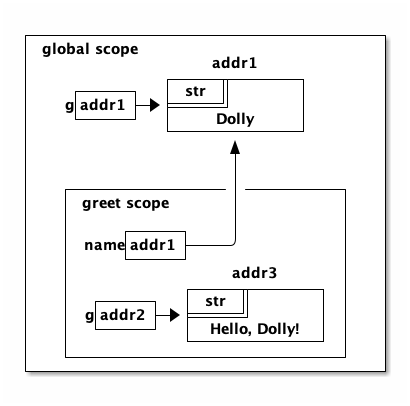 global scope
addr1
str
g addr1
Dolly
greet scope
name addr1
addr3
str
g addr2
Hello, Dolly!